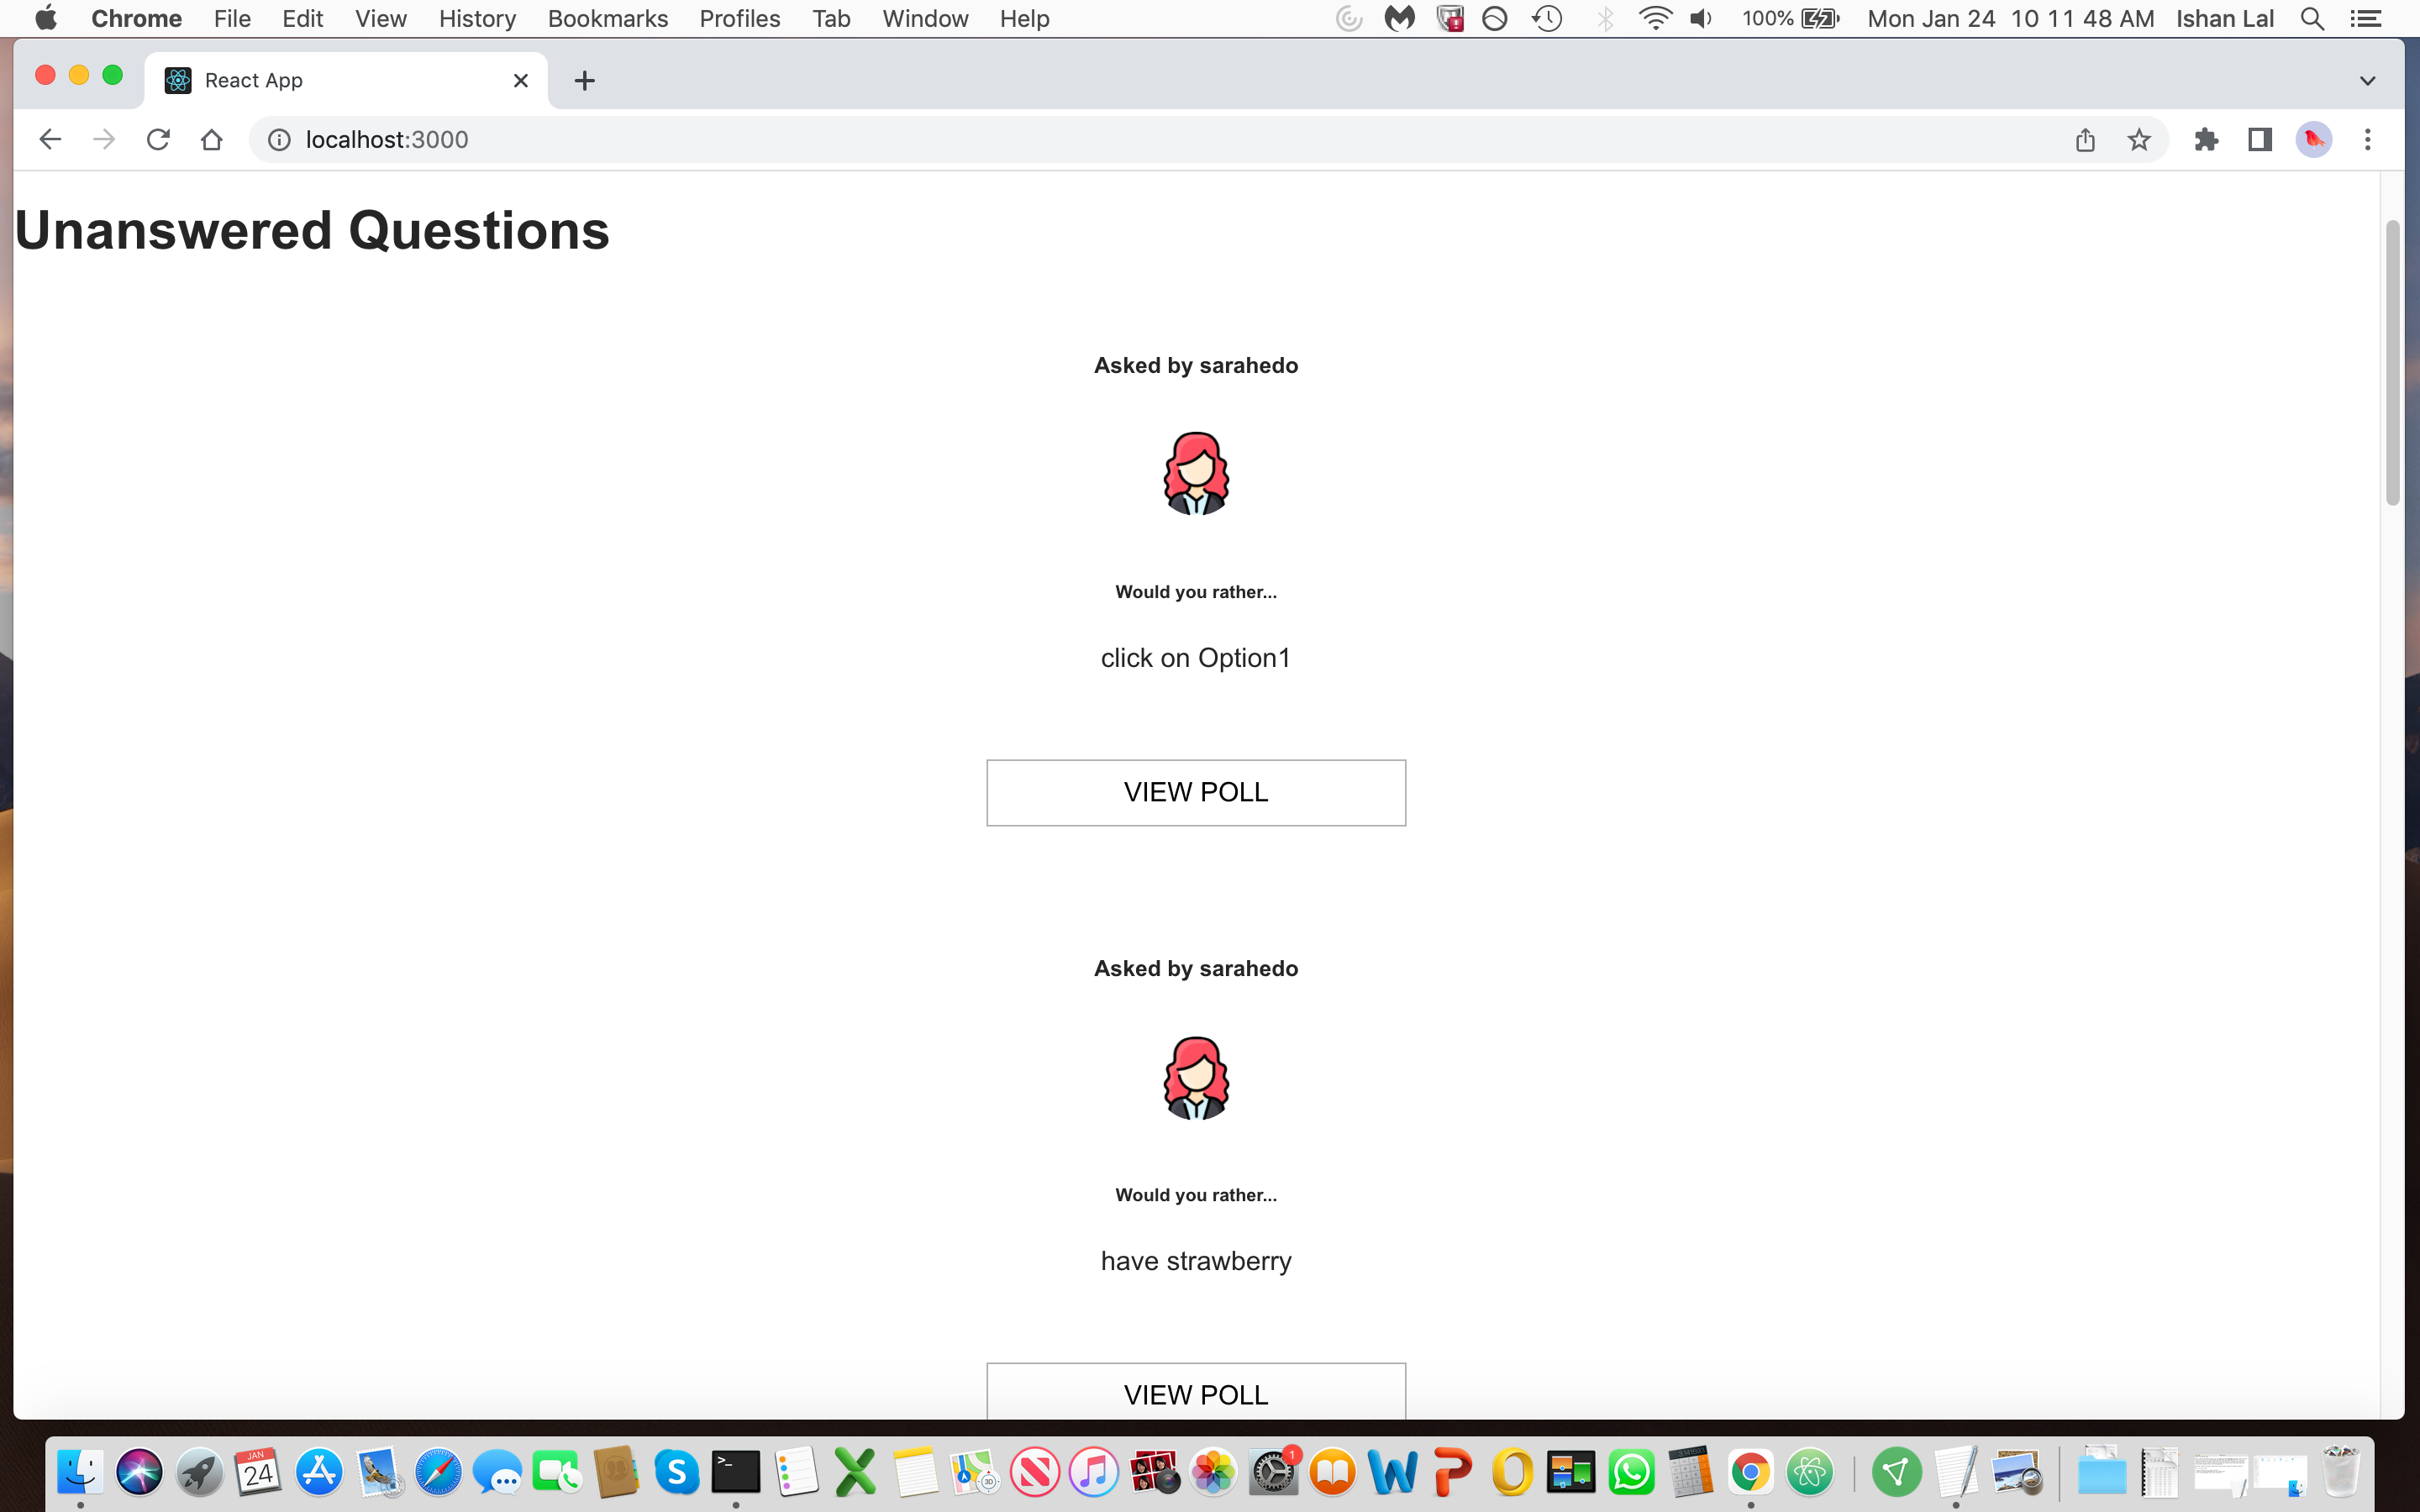 Chrome File Edit View History Bookmarks Profiles Tab Window Help 100% Mon Jan 24 10 11 48 AM Ishan Lal
React App
localhost:3000
Unanswered Questions
Asked by sarahedo
Would you rather...
click on Option1
VIEW POLL
Asked by sarahedo
Would you rather...
have strawberry
VIEW POLL
JAN
24
S
>_
3D
1